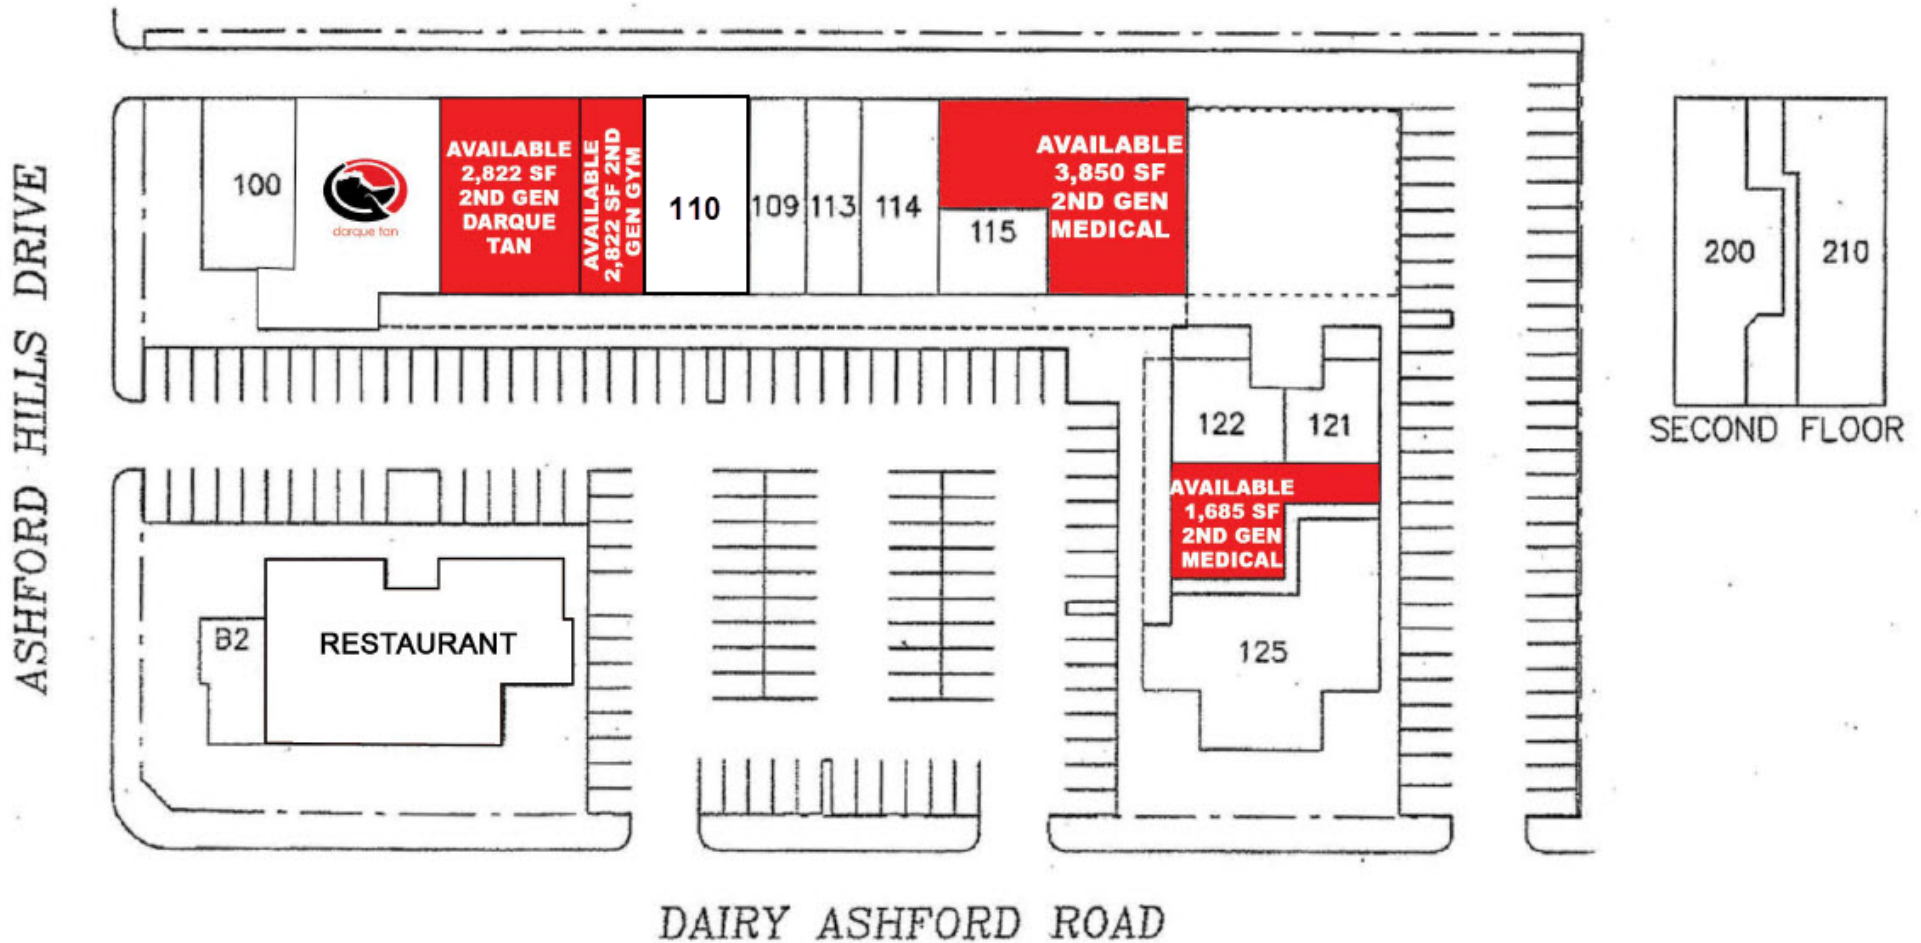 ASHFORD HILLS DRIVE
100
darque tan
AVAILABLE
2,822 SF
2ND GEN
DARQUE
TAN
AVAILABLE
2,822 SF 2ND
GEN GYM
110
109
113
114
115
AVAILABLE
3,850 SF
2ND GEN
MEDICAL
200
210
SECOND FLOOR
122
121
AVAILABLE
1,685 SF
2ND GEN
MEDICAL
125
B2
RESTAURANT
DAIRY ASHFORD ROAD